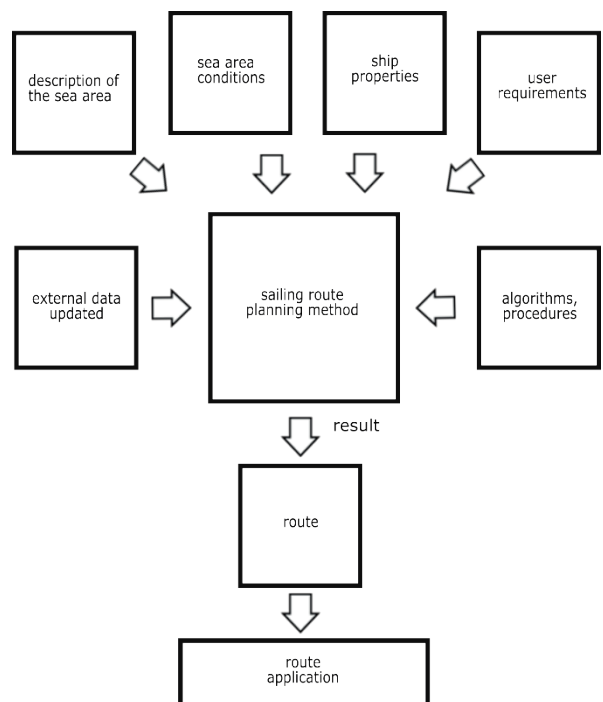 description of
the sea area
sea area
conditions
ship
properties
user
requirements
external data
updated
sailing route
planning method
algorithms,
procedures
result
route
route
application